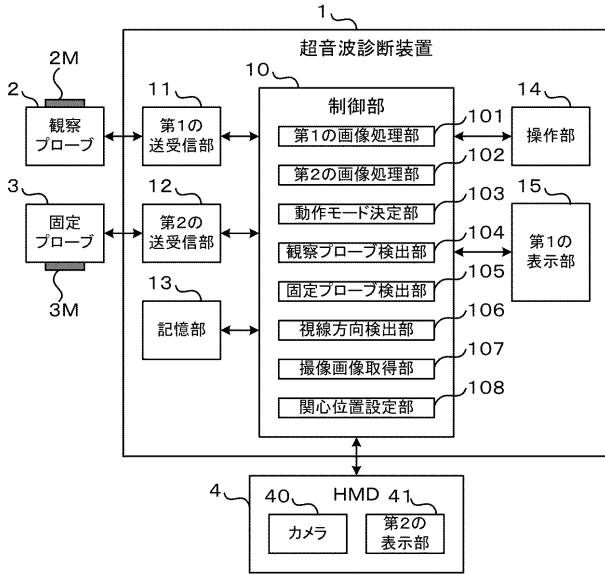 1
超音波診断装置
2M
2
観察
プローブ
11
第1の
送受信部
10
制御部
第1の画像処理部
101
第2の画像処理部
102
動作モード決定部
103
観察プローブ検出部
104
固定プローブ検出部
105
視線方向検出部
106
撮像画像取得部
107
関心位置設定部
108
14
操作部
3
固定
プローブ
3M
12
第2の
送受信部
13
記憶部
15
第1の
表示部
4
HMD
40
カメラ
41
第2の
表示部